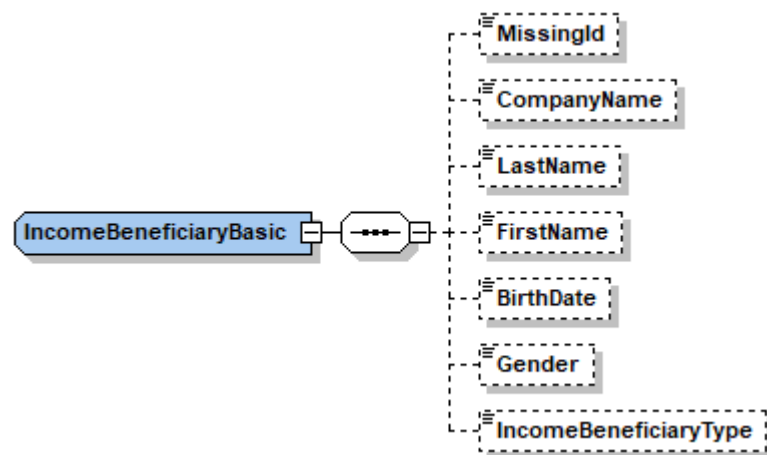 MissingId
CompanyName
LastName
IncomeBeneficiaryBasic
FirstName
BirthDate
Gender
IncomeBeneficiaryType